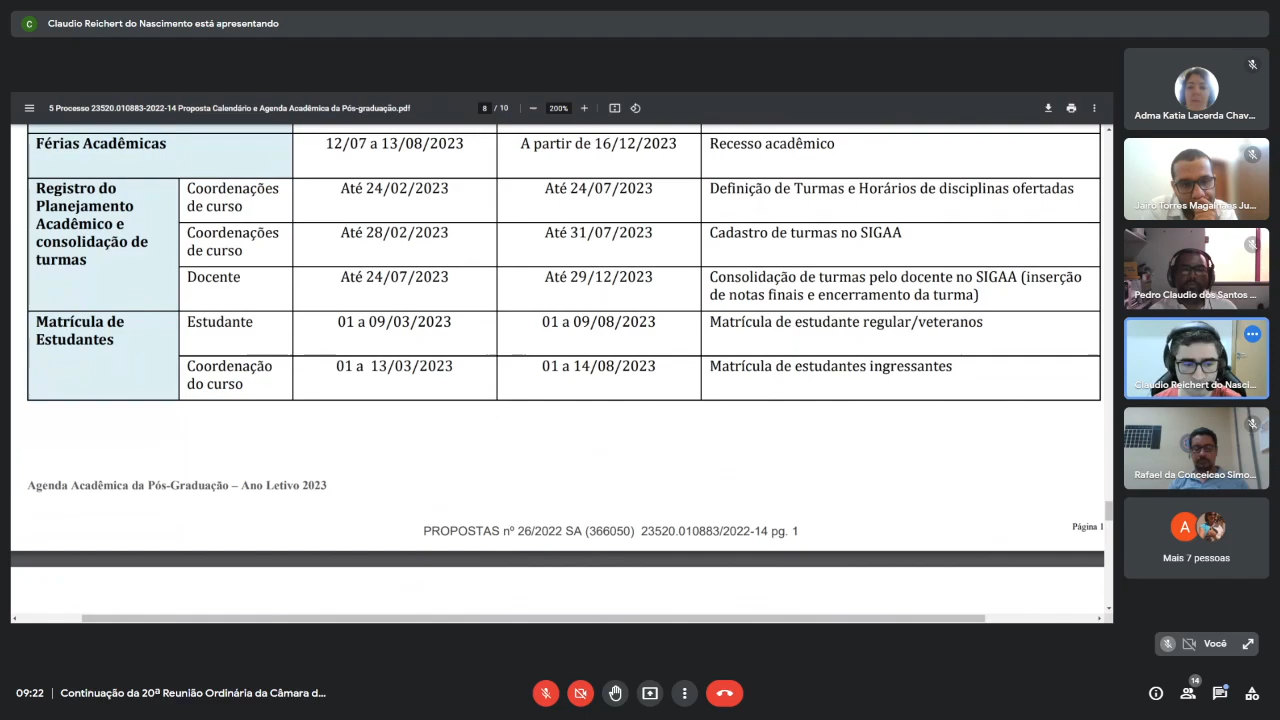 C Claudio Reichert do Nascimento está apresentando
5 Processo 23520.010883-2022-14 Proposta Calendário e Agenda Acadêmica da Pós-graduação.pdf
8 / 10
200%
Férias Acadêmicas 12/07 a 13/08/2023 A partir de 16/12/2023 Recesso acadêmico
Registro do
Planejamento
Acadêmico e
consolidação de
turmas
Coordenações
de curso
Até 24/02/2023 Até 24/07/2023 Definição de Turmas e Horários de disciplinas ofertadas
Coordenações
de curso
Até 28/02/2023 Até 31/07/2023 Cadastro de turmas no SIGAA
Docente Até 24/07/2023 Até 29/12/2023 Consolidação de turmas pelo docente no SIGAA (inserção
de notas finais e encerramento da turma)
Matrícula de
Estudantes
Estudante 01 a 09/03/2023 01 a 09/08/2023 Matrícula de estudante regular/veteranos
Coordenação
do curso
01 a 13/03/2023 01 a 14/08/2023 Matrícula de estudantes ingressantes
Agenda Acadêmica da Pós-Graduação – Ano Letivo 2023
PROPOSTAS nº 26/2022 SA (366050) 23520.010883/2022-14 pg. 1
Página 1
Adma Katia Lacerda Chav...
Jairo Torres Magalhaes Ju...
Pedro Claudio dos Santos ...
Claudio Reichert do Nasci...
Rafael da Conceicao Simo...
A
Mais 7 pessoas
Você
09:22 | Continuação da 20ª Reunião Ordinária da Câmara d...
14